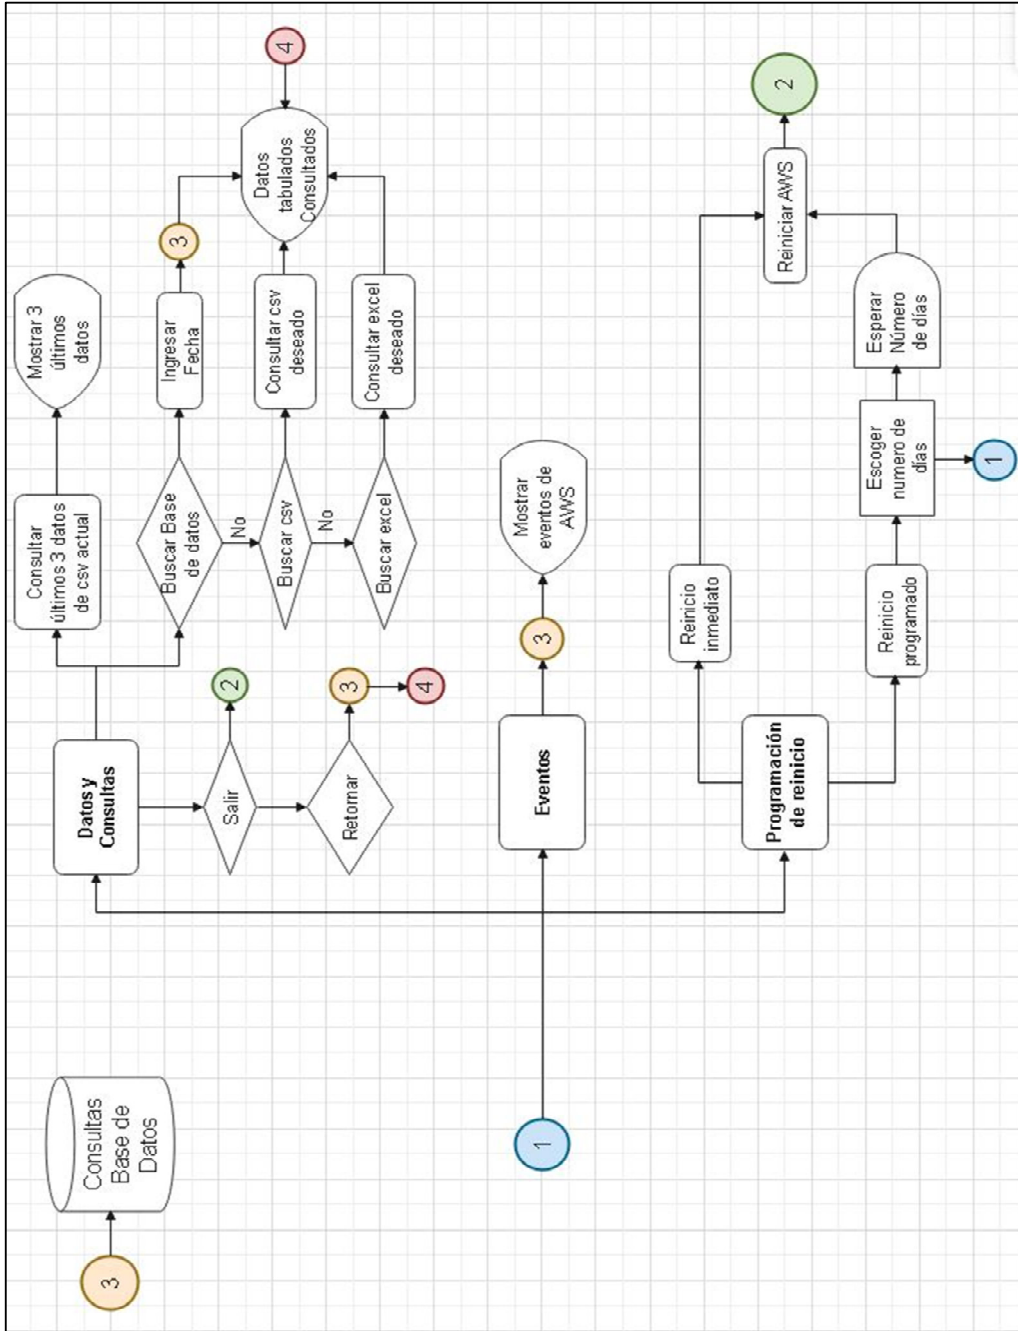 3
Consultas
Base de
Datos
Datos y
Consultas
Consultar
últimos 3 datos
de csv actual
Mostrar 3
últimos
datos
Buscar Base
de datos
Ingresar
Fecha
3
No
Salir
2
Buscar csv
Consultar csv
deseado
Datos
tabulados
Consultados
4
No
Retornar
3
4
Buscar excel
Consultar excel
deseado
1
Eventos
3
Mostrar
eventos de
AWS
Programación
de reinicio
Reinicio
inmediato
Reiniciar AWS
2
Reinicio
programado
Escoger
numero de
días
Esperar
Número
de días
1